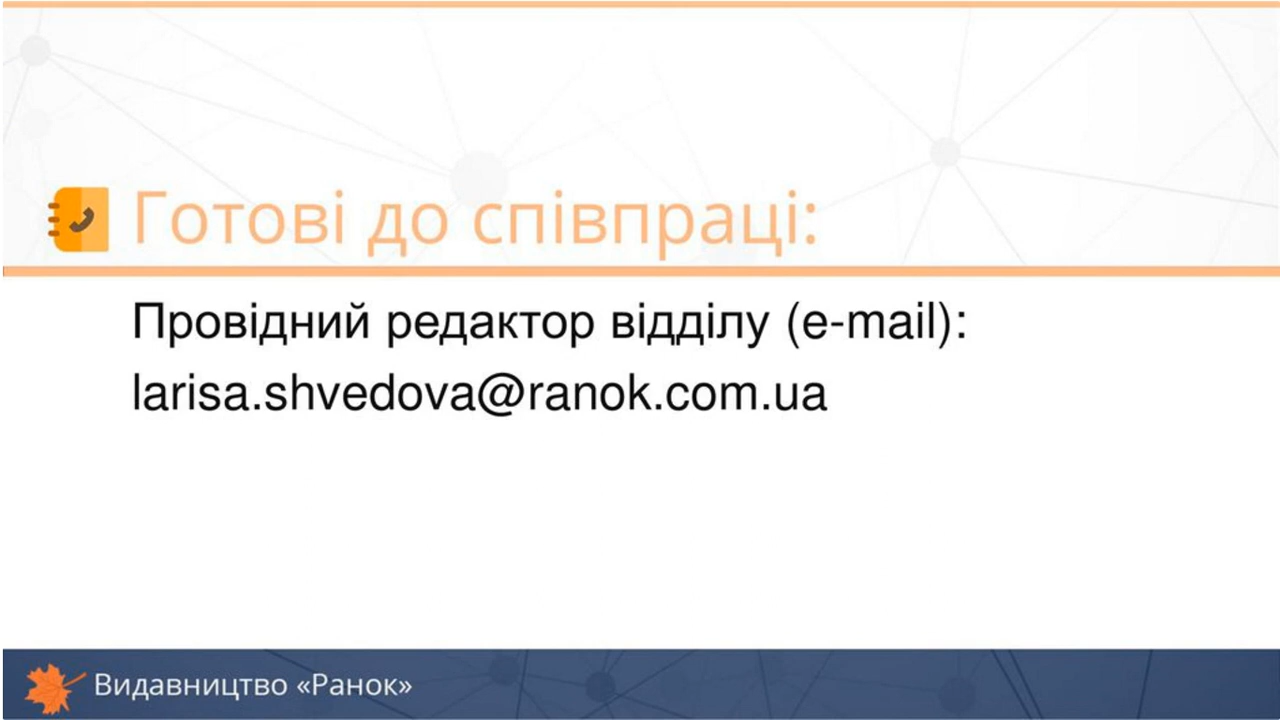 Готові до співпраці:
Провідний редактор відділу (e-mail):
larisa.shvedova@ranok.com.ua
Видавництво «Ранок»